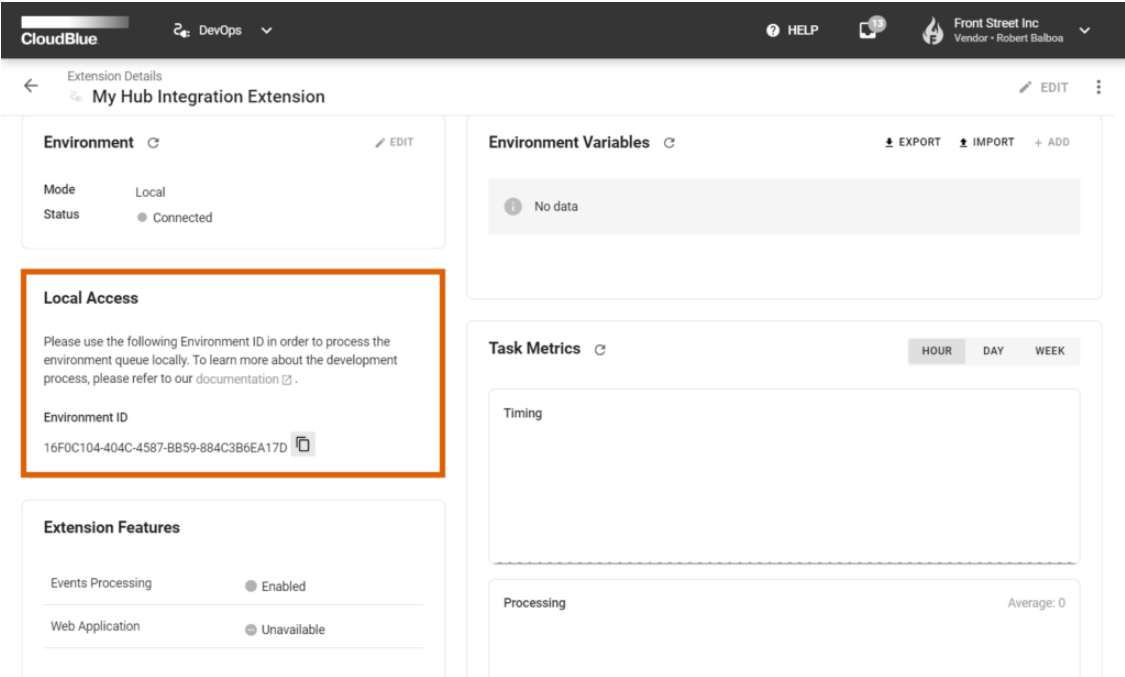 CloudBlue
DevOps
HELP
13
Front Street Inc
Vendor • Robert Balboa
Extension Details
My Hub Integration Extension
EDIT
Environment
EDIT
Mode Local
Status Connected
Local Access
Please use the following Environment ID in order to process the
environment queue locally. To learn more about the development
process, please refer to our documentation.
Environment ID
16F0C104-404C-4587-BB59-884C3B6EA17D
Extension Features
Events Processing Enabled
Web Application Unavailable
Environment Variables
EXPORT IMPORT + ADD
No data
Task Metrics
HOUR DAY WEEK
Timing
Processing Average: 0